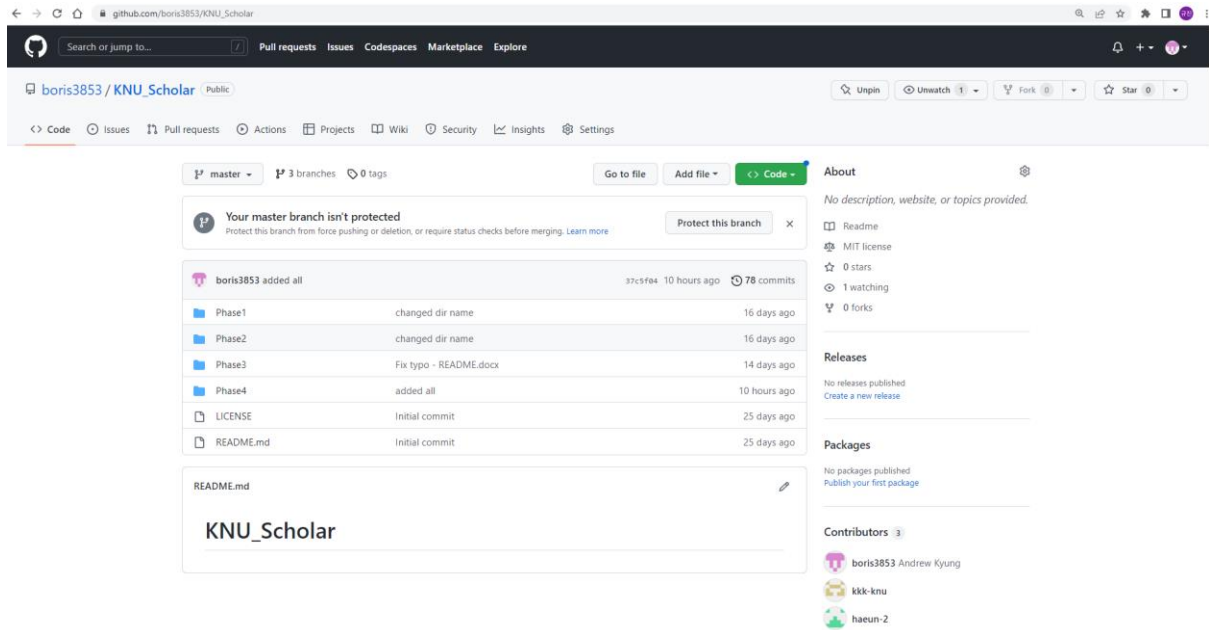 github.com/boris3853/KNU_Scholar
Search or jump to... / Pull requests Issues Codespaces Marketplace Explore
boris3853 / KNU_Scholar Public
Unpin Unwatch 1 Fork 0 Star 0
<> Code Issues Pull requests Actions Projects Wiki Security Insights Settings
master 3 branches 0 tags Go to file Add file <> Code
Your master branch isn't protected
Protect this branch from force pushing or deletion, or require status checks before merging. Learn more
Protect this branch
boris3853 added all 37c5f04 10 hours ago 78 commits
Phase1 changed dir name 16 days ago
Phase2 changed dir name 16 days ago
Phase3 Fix typo - README.docx 14 days ago
Phase4 added all 10 hours ago
LICENSE Initial commit 25 days ago
README.md Initial commit 25 days ago
README.md
KNU_Scholar
About
No description, website, or topics provided.
Readme
MIT license
0 stars
1 watching
0 forks
Releases
No releases published
Create a new release
Packages
No packages published
Publish your first package
Contributors 3
boris3853 Andrew Kyung
kkk-knu
haeun-2